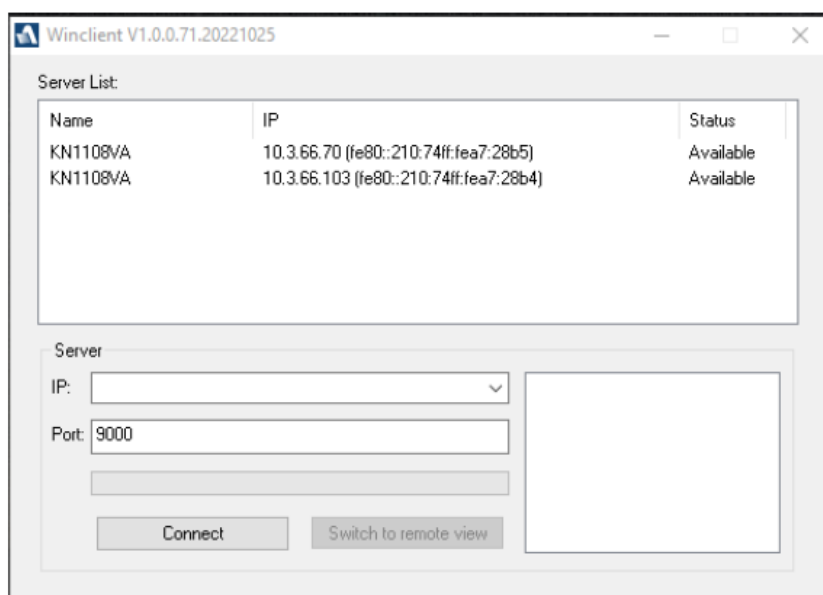 Winclient V1.0.0.71.20221025
Server List:
Name IP Status
KN1108VA 10.3.66.70 (fe80::210:74ff:fea7:28b5) Available
KN1108VA 10.3.66.103 (fe80::210:74ff:fea7:28b4) Available
Server
IP:
Port: 9000
Connect Switch to remote view